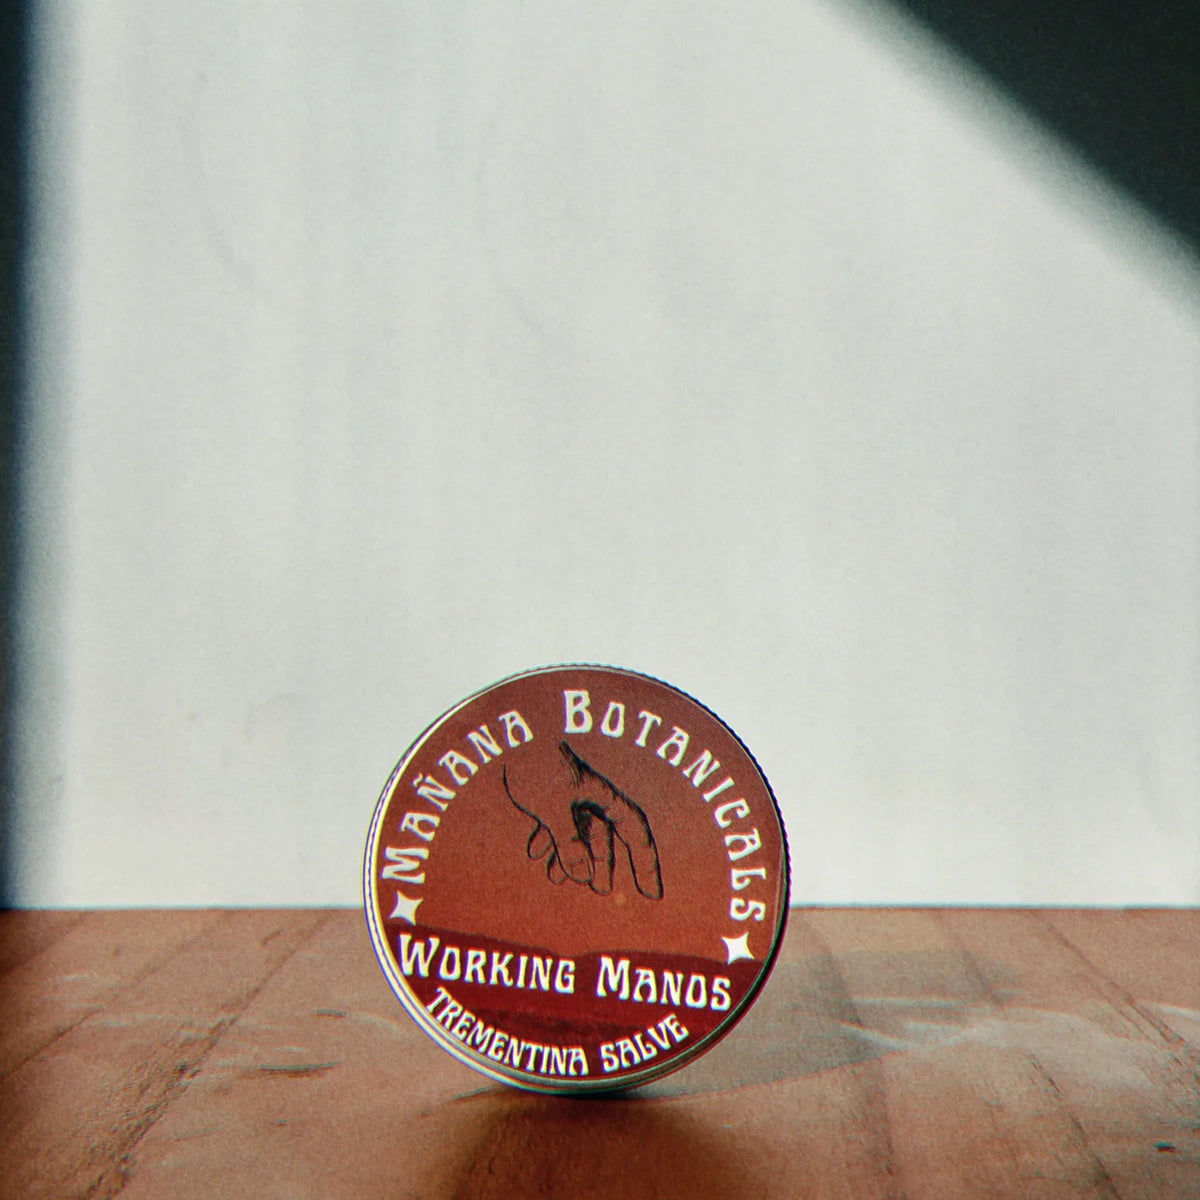 Mañana Botanicals
Working Manos
Trementina Salve